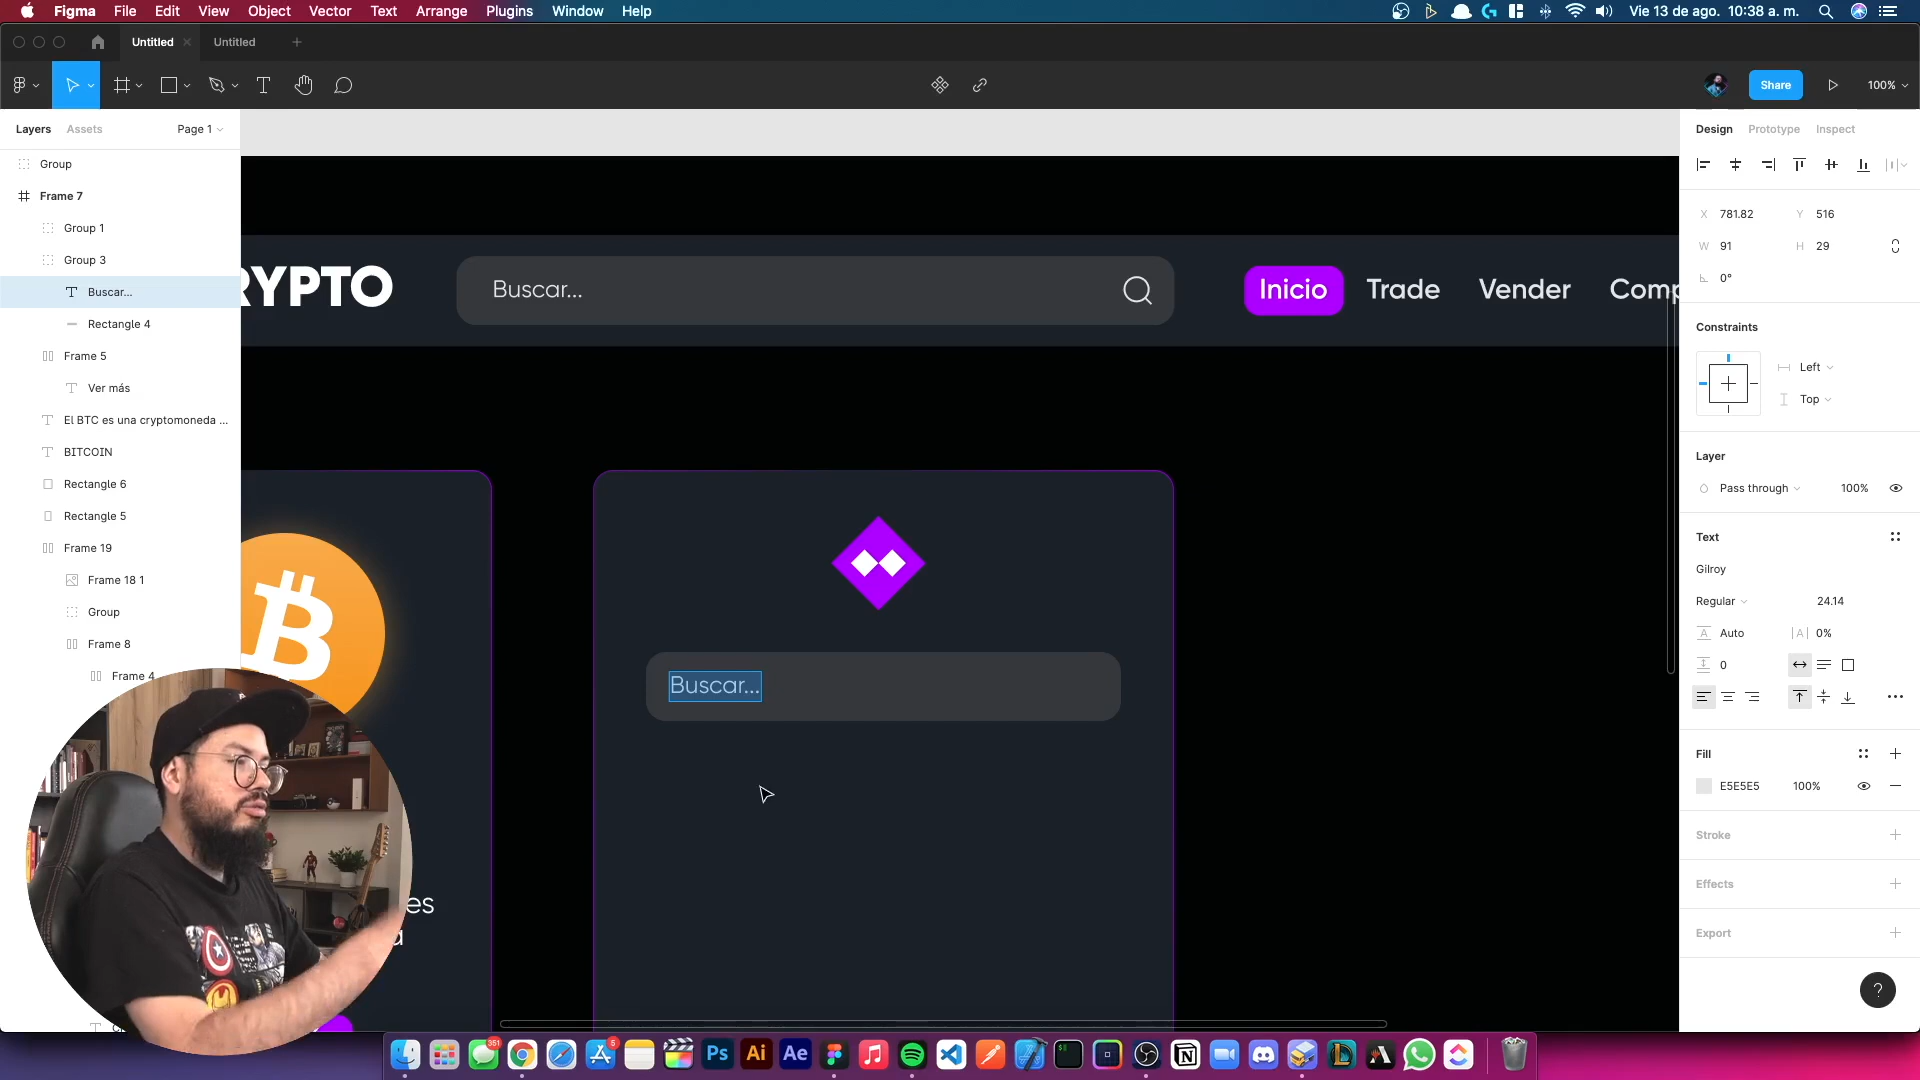 Figma File Edit View Object Vector Text Arrange Plugins Window Help Vie 13 de ago. 10:38 a. m.
Untitled Untitled
Share 100%
Layers Assets Page 1
Design Prototype Inspect
Group
Frame 7
Group 1
Group 3
Buscar...
Rectangle 4
Frame 5
Ver más
El BTC es una cryptomoneda ...
BITCOIN
Rectangle 6
Rectangle 5
Frame 19
Frame 18 1
Group
Frame 8
Frame 4
RYPTO
Buscar...
Inicio Trade Vender Comp
Buscar...
es
a
X 781.82 Y 516
W 91 H 29
0°
Constraints
Left
Top
Layer
Pass through 100%
Text
Gilroy
Regular 24.14
A Auto |A| 0%
0
Fill
E5E5E5 100%
Stroke
Effects
Export
?
351
5
Ps Ai Ae